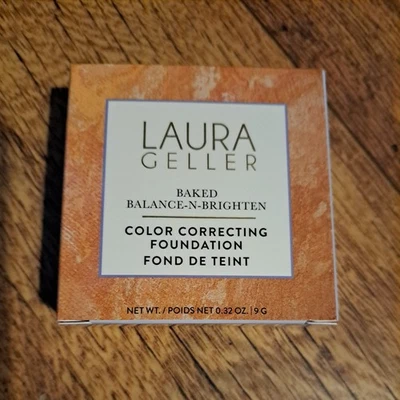 LAURA
GELLER
BAKED
BALANCE-N-BRIGHTEN
COLOR CORRECTING
FOUNDATION
FOND DE TEINT
NET WT. / POIDS NET 0.32 OZ. | 9 G